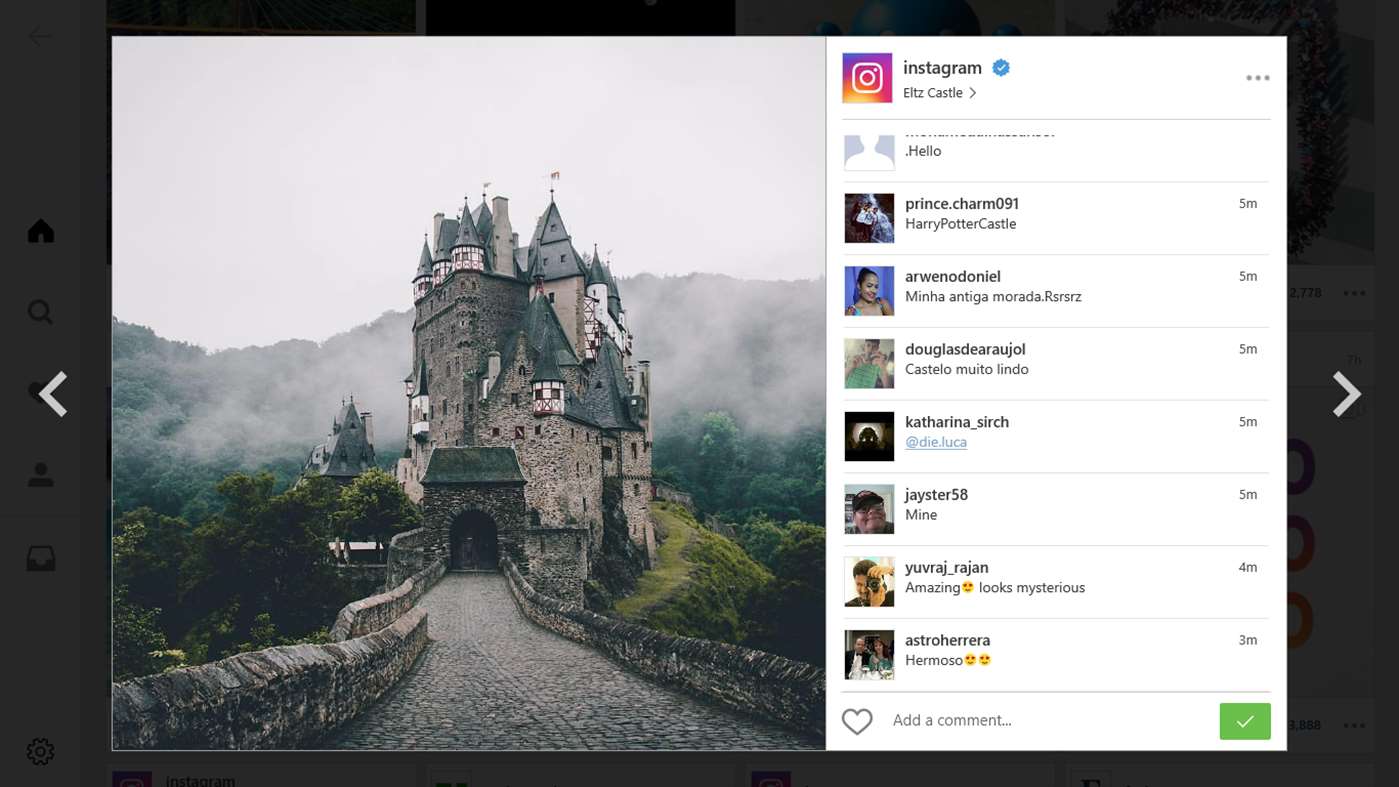 instagram
Eltz Castle
.Hello
prince.charm091 5m
HarryPotterCastle
arwenodoniel 5m
Minha antiga morada.Rsrsrz
douglasdearaujol 5m
Castelo muito lindo
katharina_sirch 5m
@die.luca
jayster58 5m
Mine
yuvraj_rajan 4m
Amazing😍 looks mysterious
astroherrera 3m
Hermoso😍😍
Add a comment...
2,778
7h
3,888
instagram